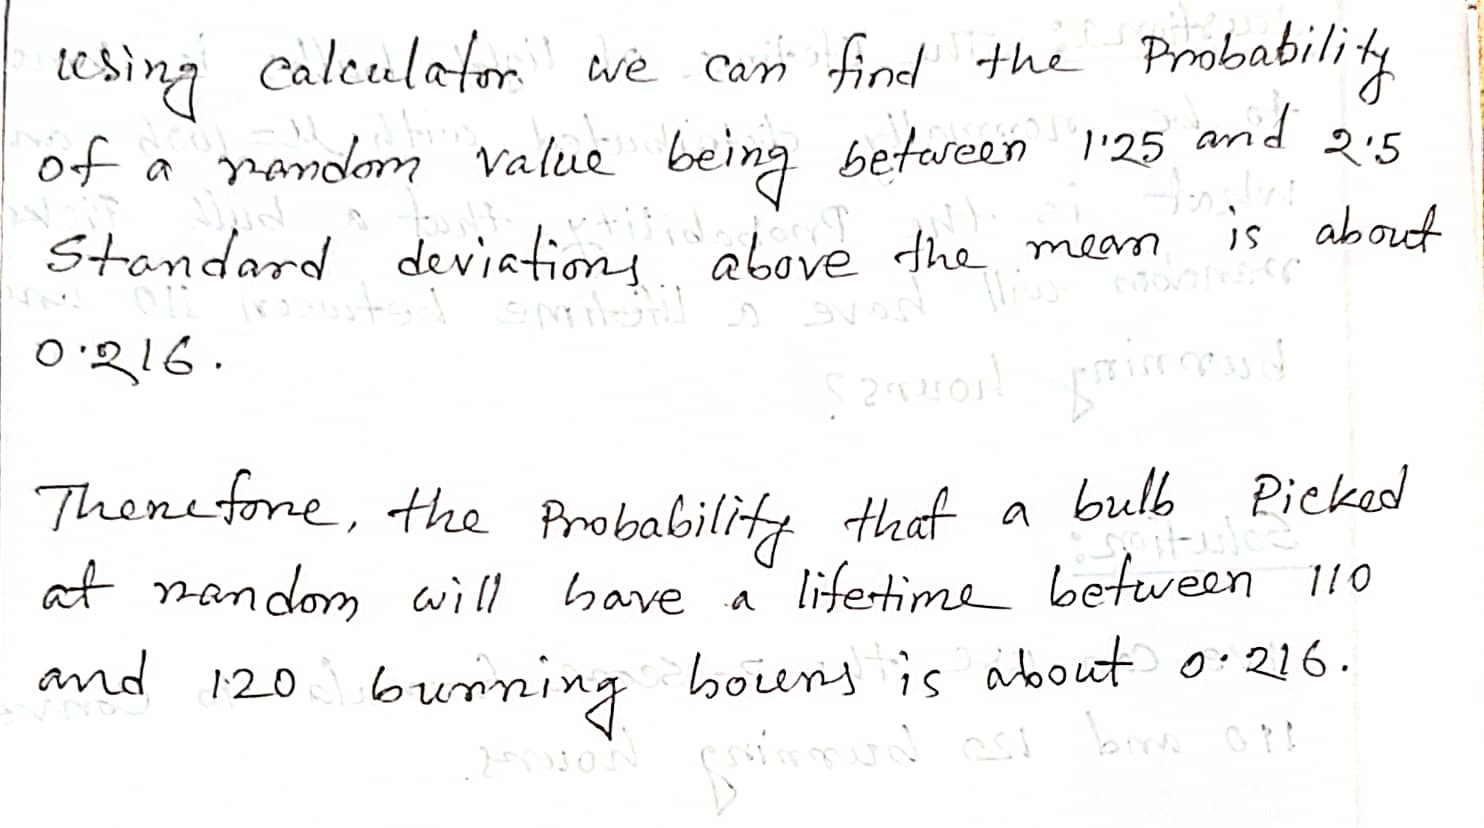 using calculator we can find the Probability
of a random value being between 1.25 and 2.5
Standard deviations above the mean is about
0.216.
Therefore, the Probability that a bulb Picked
at random will have a lifetime between 110
and 120 burning hours is about 0.216.